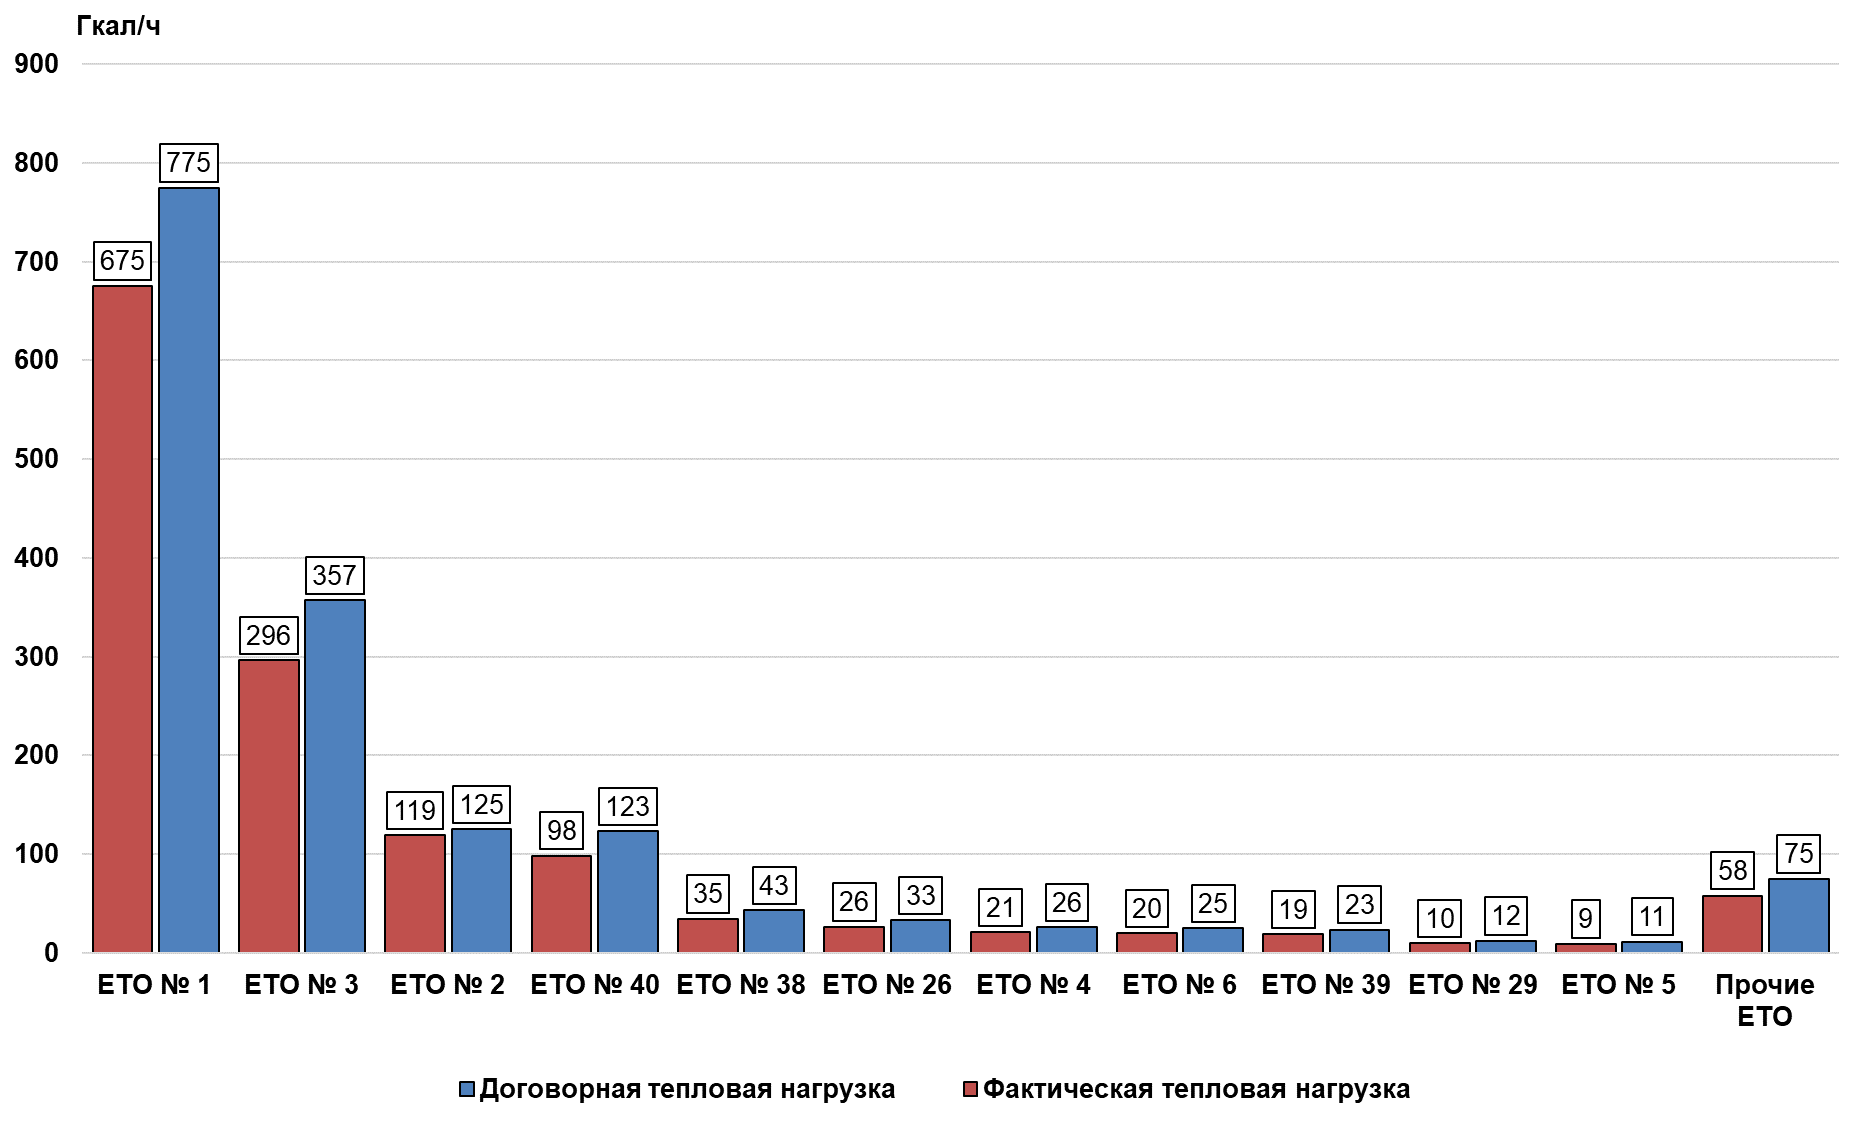 Гкал/ч
900
800
700
600
500
400
300
200
100
0
675
775
296
357
119
125
98
123
35
43
26
33
21
26
20
25
19
23
10
12
9
11
58
75
ЕТО № 1
ЕТО № 3
ЕТО № 2
ЕТО № 40
ЕТО № 38
ЕТО № 26
ЕТО № 4
ЕТО № 6
ЕТО № 39
ЕТО № 29
ЕТО № 5
Прочие
ЕТО
Договорная тепловая нагрузка
Фактическая тепловая нагрузка